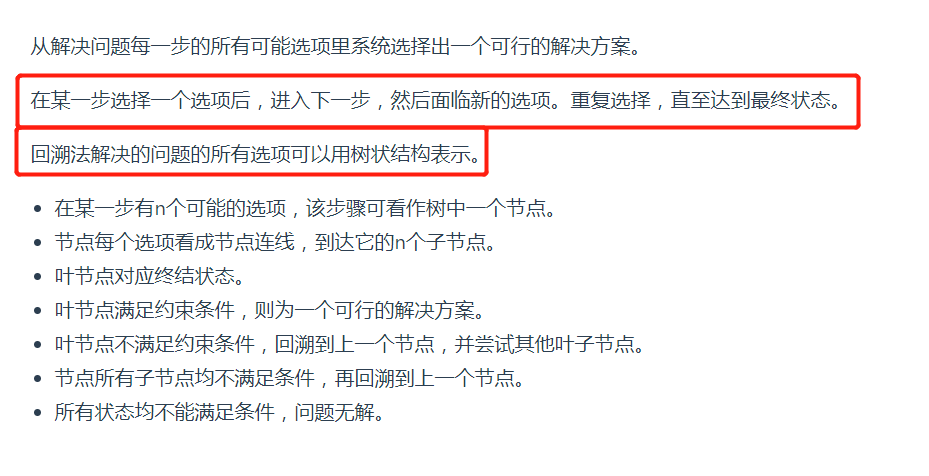 从解决问题每一步的所有可能选项里系统选择出一个可行的解决方案。
在某一步选择一个选项后，进入下一步，然后面临新的选项。重复选择，直至达到最终状态。
回溯法解决的问题的所有选项可以用树状结构表示。
• 在某一步有n个可能的选项，该步骤可看作树中一个节点。
• 节点每个选项看成节点连线，到达它的n个子节点。
• 叶节点对应终结状态。
• 叶节点满足约束条件，则为一个可行的解决方案。
• 叶节点不满足约束条件，回溯到上一个节点，并尝试其他叶子节点。
• 节点所有子节点均不满足条件，再回溯到上一个节点。
• 所有状态均不能满足条件，问题无解。